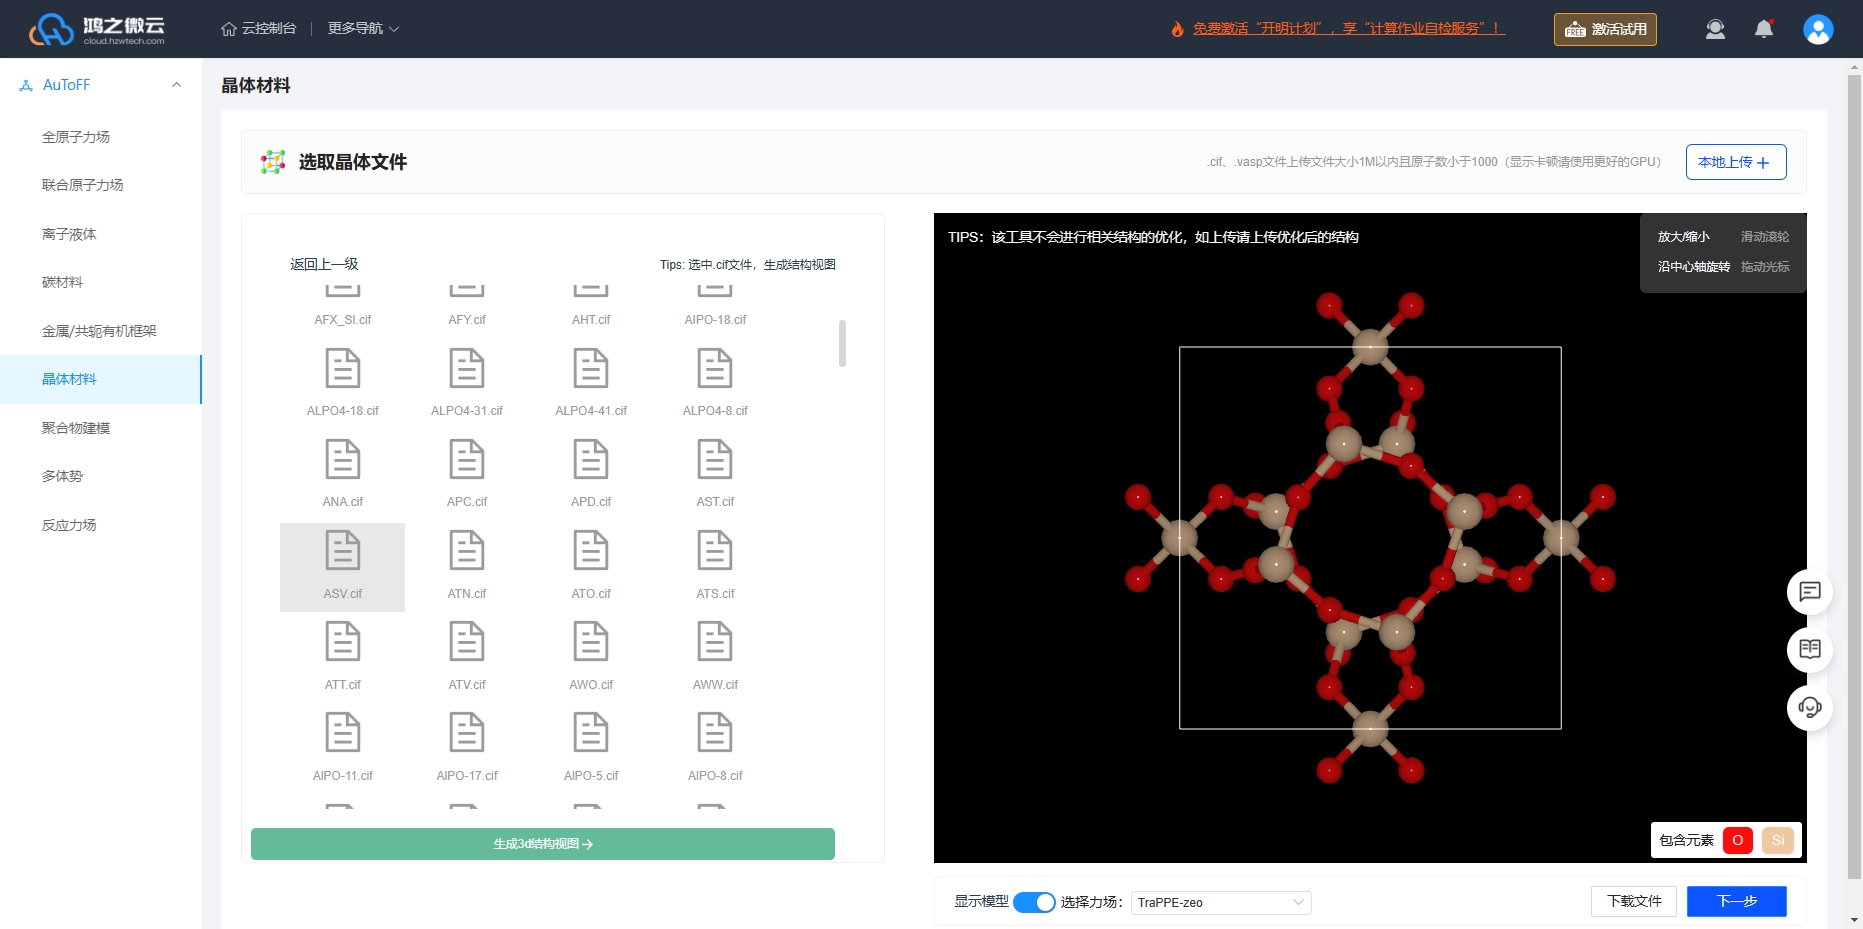 鸿之微云
cloud.hzwtech.com
云控制台
更多导航
免费激活“开明计划”，享“计算作业自检服务”！
FREE 激活试用
AuToFF
全原子力场
联合原子力场
离子液体
碳材料
金属/共轭有机框架
晶体材料
聚合物建模
多体势
反应力场
晶体材料
选取晶体文件
.cif、.vasp文件上传文件大小1M以内且原子数小于1000（显示卡顿请使用更好的GPU）
本地上传
返回上一级
Tips: 选中.cif文件，生成结构视图
AFX_SI.cif AFY.cif AHT.cif AIPO-18.cif
ALPO4-18.cif ALPO4-31.cif ALPO4-41.cif ALPO4-8.cif
ANA.cif APC.cif APD.cif AST.cif
ASV.cif ATN.cif ATO.cif ATS.cif
ATT.cif ATV.cif AWO.cif AWW.cif
AIPO-11.cif AIPO-17.cif AIPO-5.cif AIPO-8.cif
生成3d结构视图
TIPS：该工具不会进行相关结构的优化，如上传请上传优化后的结构
放大/缩小 滑动滚轮
沿中心轴旋转 拖动光标
包含元素 O Si
显示模型 选择力场： TraPPE-zeo
下载文件
下一步